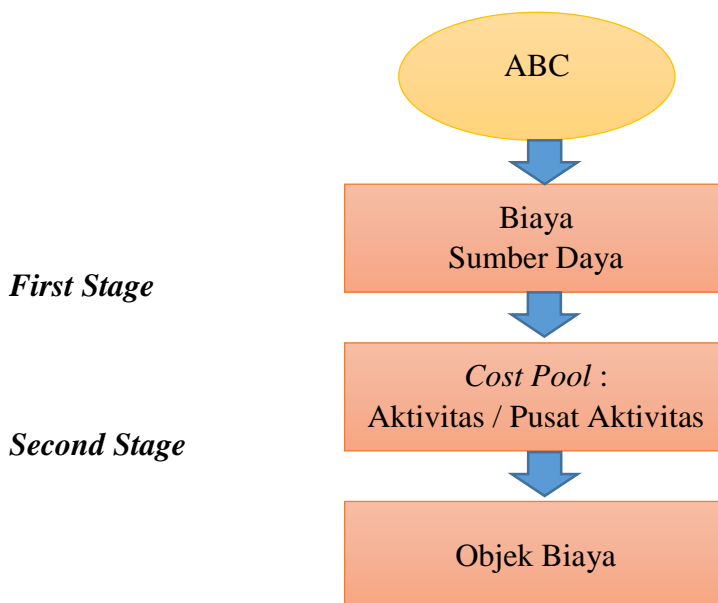 ABC
Biaya
Sumber Daya
First Stage
Cost Pool :
Aktivitas / Pusat Aktivitas
Second Stage
Objek Biaya